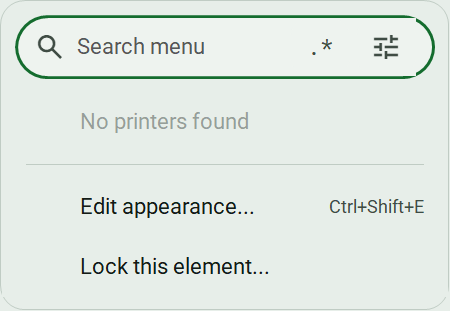 Search menu .*
No printers found
Edit appearance... Ctrl+Shift+E
Lock this element...